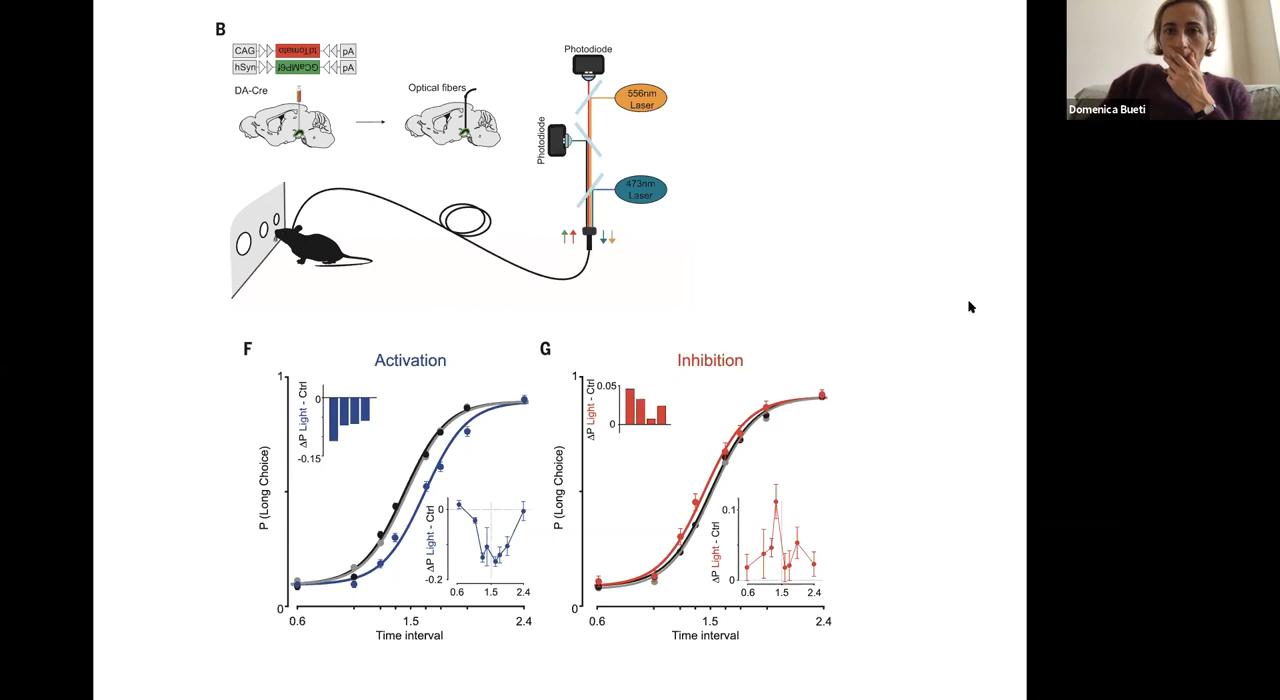 B
CAG tdTomato pA
hSyn GCaMP6f pA
DA-Cre
Optical fibers
Photodiode
556nm
Laser
Photodiode
473nm
Laser
Domenica Bueti
F
Activation
1
P (Long Choice)
0
0.6
1.5
2.4
Time interval
ΔP Light - Ctrl
0
-0.15
ΔP Light - Ctrl
0
-0.2
0.6
1.5
2.4
G
Inhibition
1
P (Long Choice)
0
0.6
1.5
2.4
Time interval
ΔP Light - Ctrl
0.05
0
ΔP Light - Ctrl
0.1
0
0.6
1.5
2.4